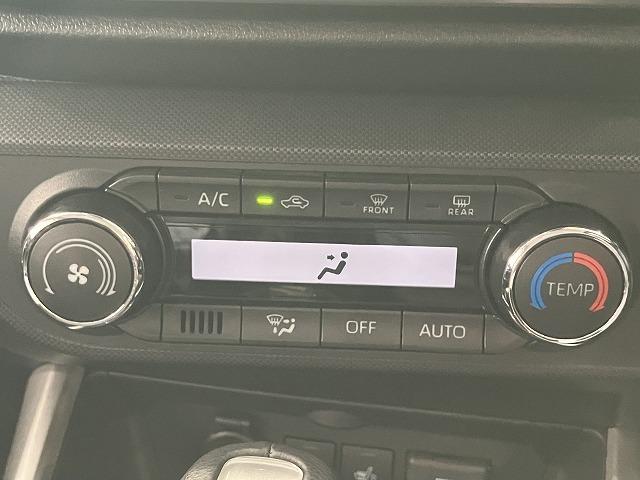 A/C
FRONT
REAR
TEMP
OFF
AUTO